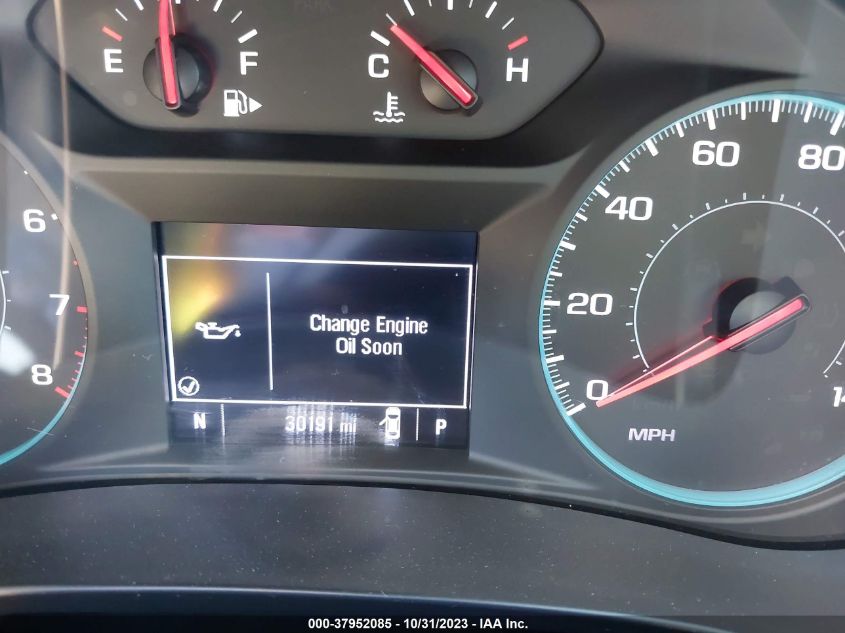 PARK
E
F
C
H
6
7
8
Change Engine
Oil Soon
N
30191 mi
P
0
20
40
60
80
MPH
000-37952085 - 10/31/2023 - IAA Inc.